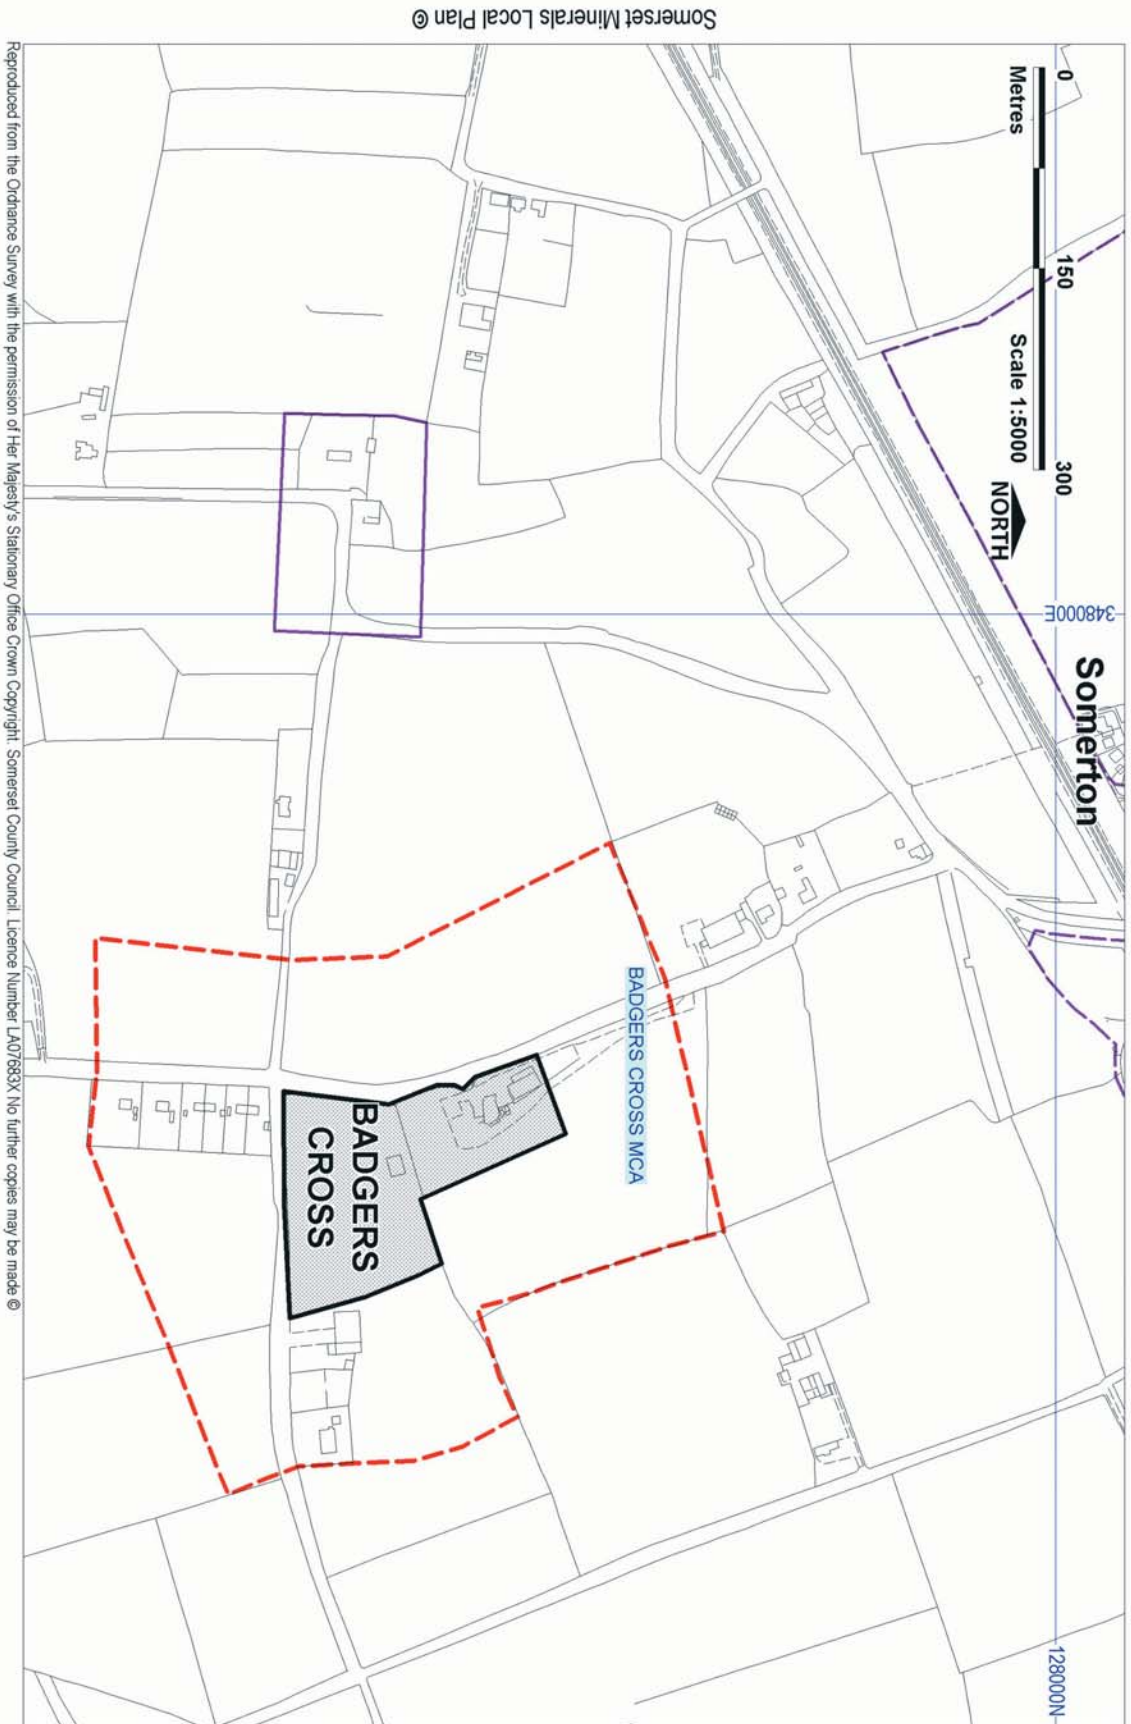 Somerset Minerals Local Plan ©
0
150
300
Metres
Scale 1:5000
NORTH
348000E
Somerton
128000N
BADGERS CROSS MCA
BADGERS
CROSS
Reproduced from the Ordnance Survey with the permission of Her Majesty's Stationary Office Crown Copyright. Somerset County Council. Licence Number LA07683X No further copies may be made ©